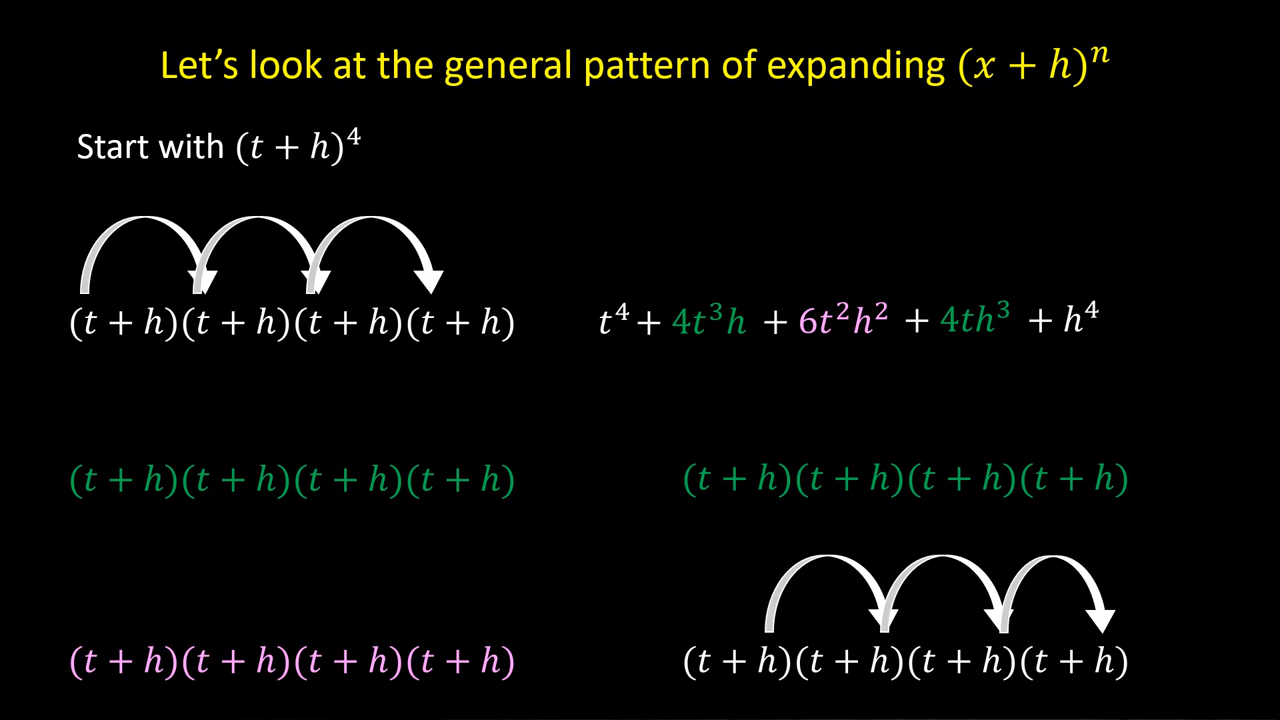 Let's look at the general pattern of expanding $(x + h)^n$
Start with $(t + h)^4$
$(t + h)(t + h)(t + h)(t + h)$ $t^4 + 4t^3h + 6t^2h^2 + 4th^3 + h^4$
$(t + h)(t + h)(t + h)(t + h)$ $(t + h)(t + h)(t + h)(t + h)$
$(t + h)(t + h)(t + h)(t + h)$ $(t + h)(t + h)(t + h)(t + h)$